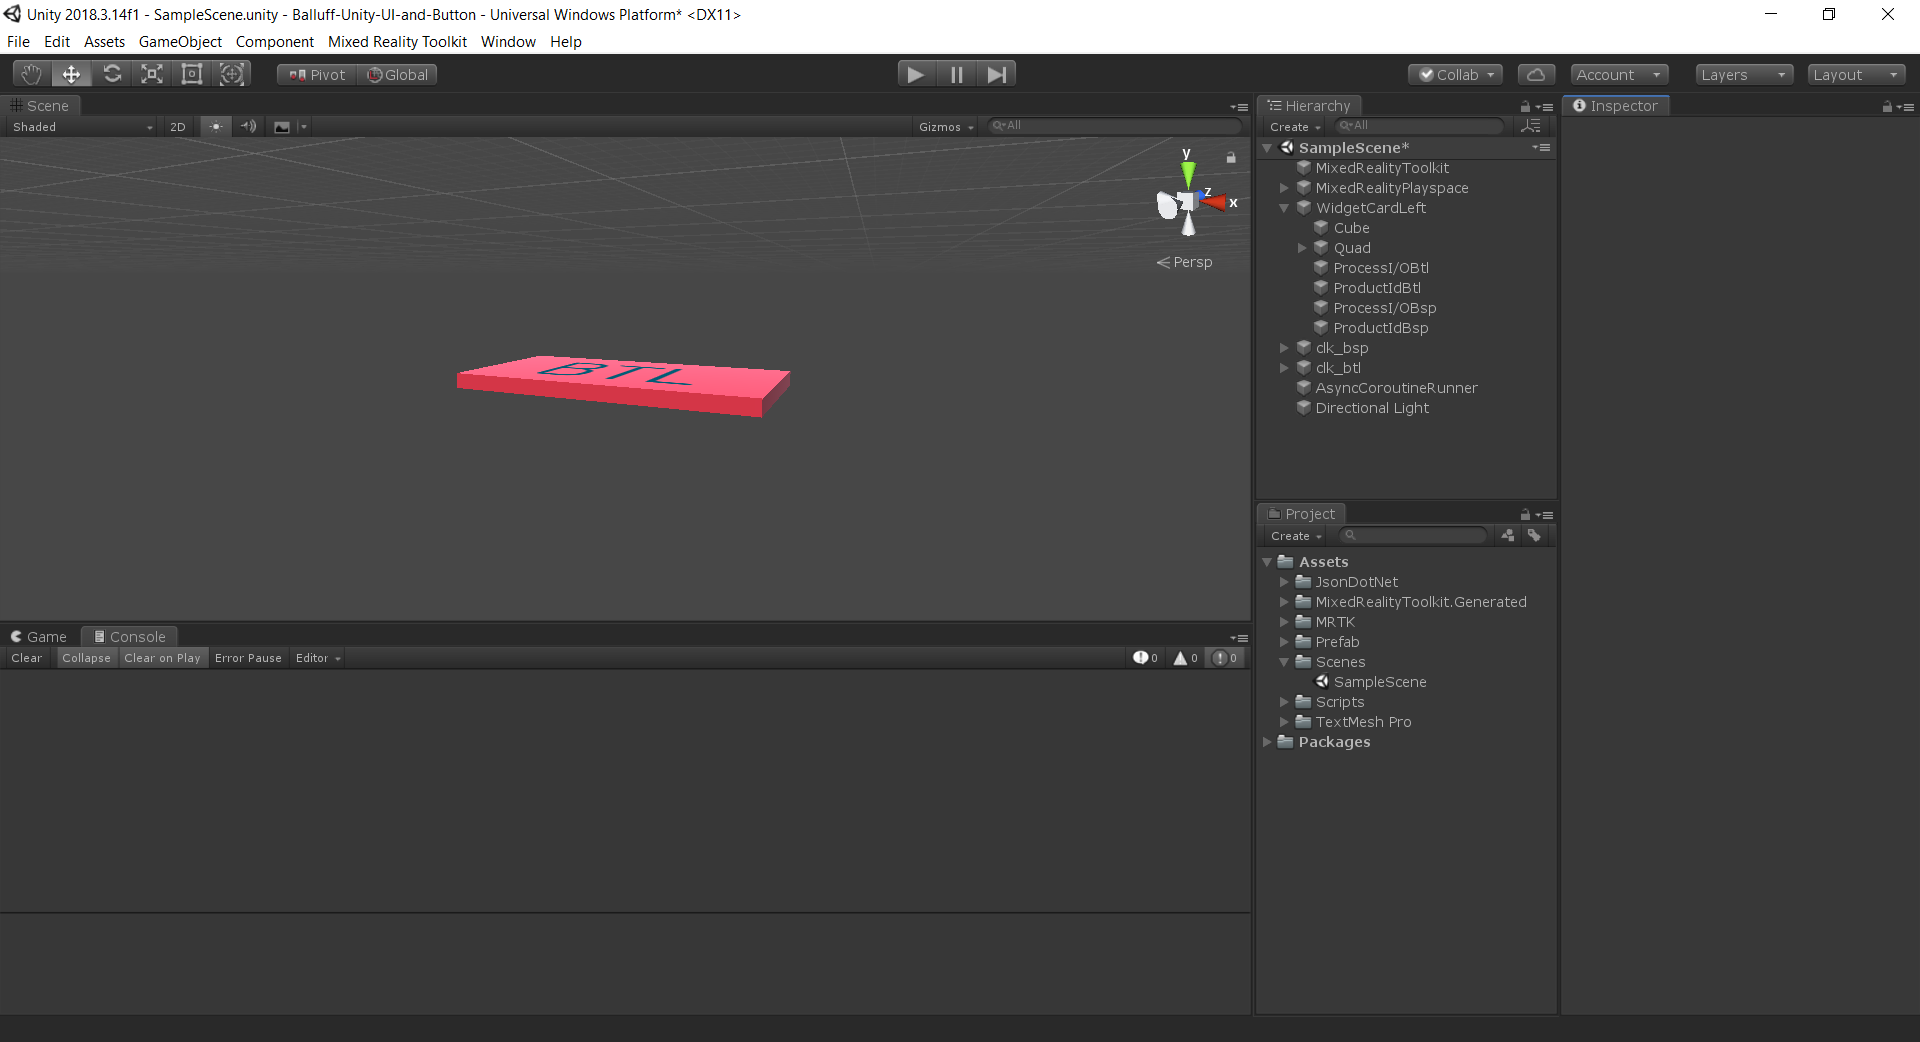 Unity 2018.3.14f1 - SampleScene.unity - Balluff-Unity-UI-and-Button - Universal Windows Platform* <DX11>
File Edit Assets GameObject Component Mixed Reality Toolkit Window Help
Pivot Global Collab Account Layers Layout
Scene
Shaded 2D Gizmos All
y
z
x
Persp
BTL
Hierarchy
Create All
SampleScene*
MixedRealityToolkit
MixedRealityPlayspace
WidgetCardLeft
Cube
Quad
ProcessI/OBtl
ProductIdBtl
ProcessI/OBsp
ProductIdBsp
clk_bsp
clk_btl
AsyncCoroutineRunner
Directional Light
Inspector
Project
Create
Assets
JsonDotNet
MixedRealityToolkit.Generated
MRTK
Prefab
Scenes
SampleScene
Scripts
TextMesh Pro
Packages
Game Console
Clear Collapse Clear on Play Error Pause Editor 0 0 0